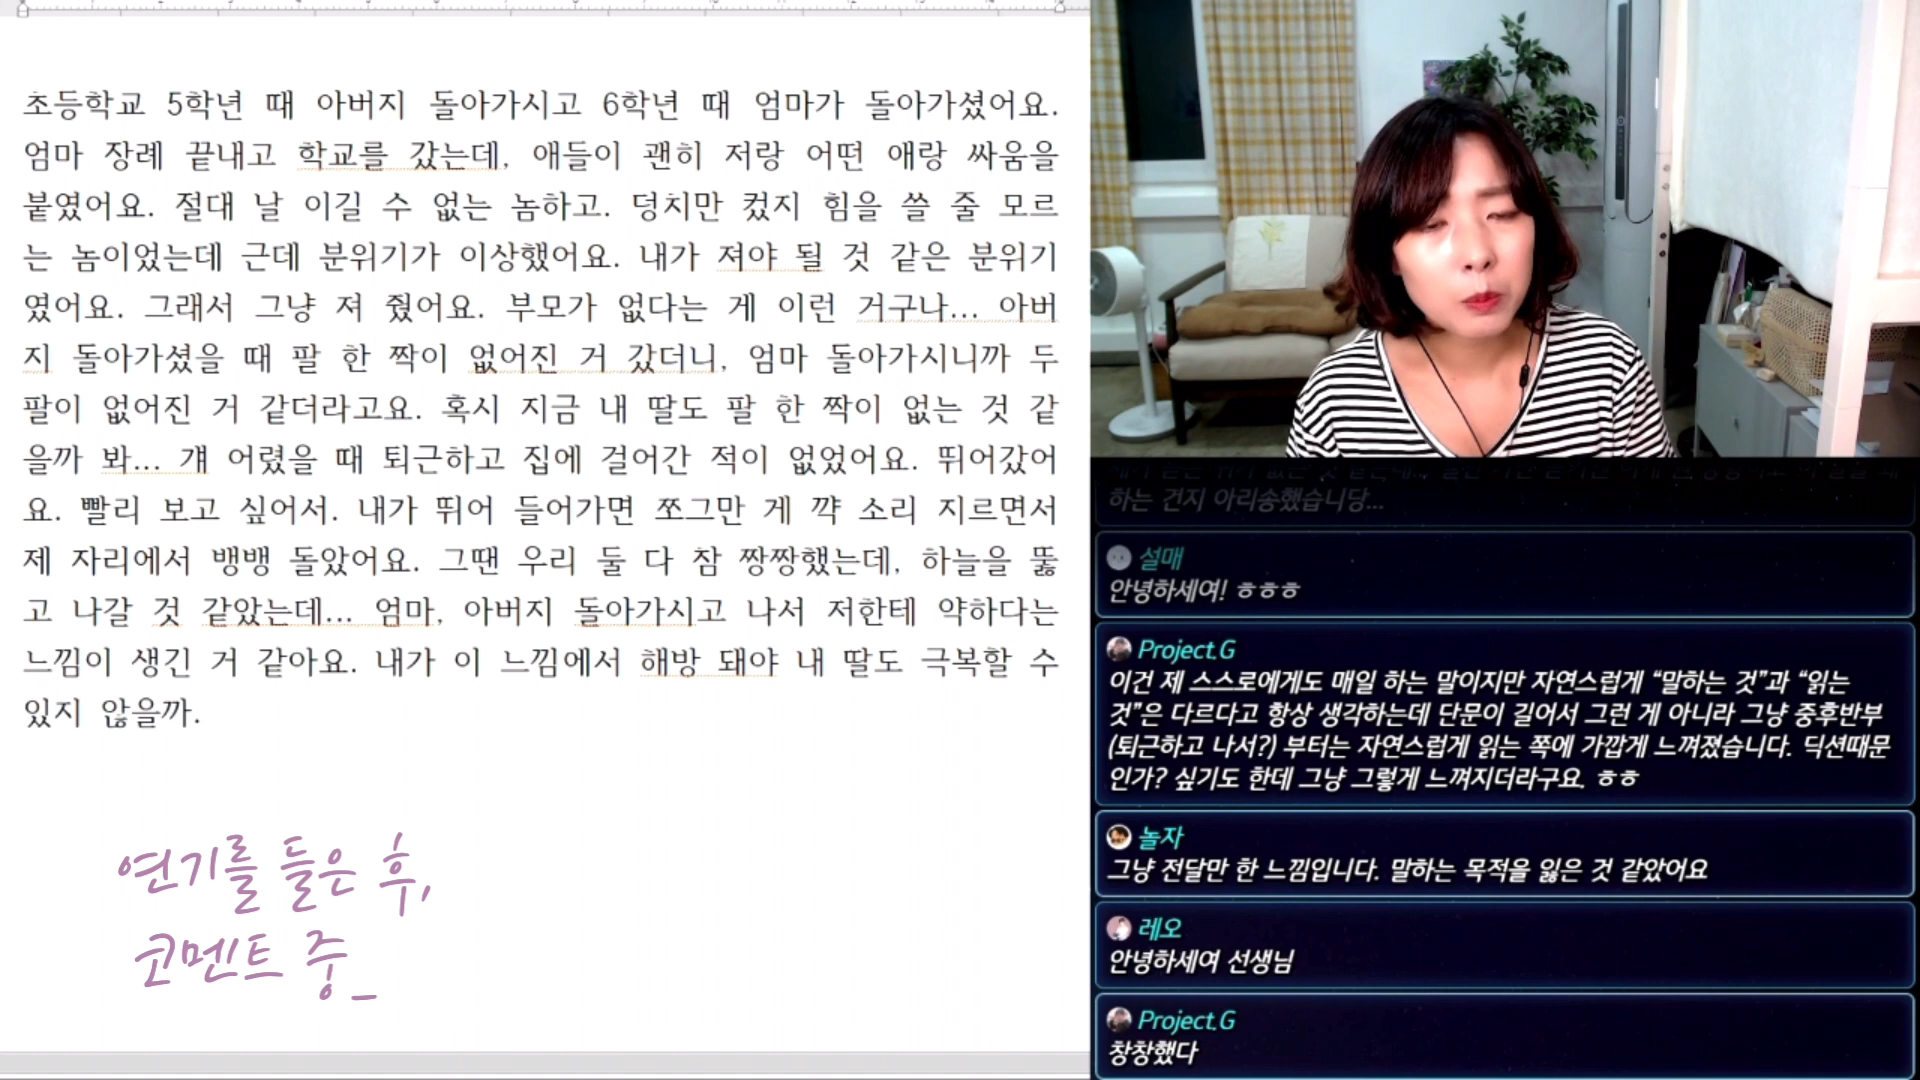 초등학교 5학년 때 아버지 돌아가시고 6학년 때 엄마가 돌아가셨어요.
엄마 장례 끝내고 학교를 갔는데, 애들이 괜히 저랑 어떤 애랑 싸움을
붙였어요. 절대 날 이길 수 없는 놈하고. 덩치만 컸지 힘을 쓸 줄 모르
는 놈이었는데 근데 분위기가 이상했어요. 내가 져야 될 것 같은 분위기
였어요. 그래서 그냥 져 줬어요. 부모가 없다는 게 이런 거구나... 아버
지 돌아가셨을 때 팔 한 짝이 없어진 거 갔더니, 엄마 돌아가시니까 두
팔이 없어진 거 같더라고요. 혹시 지금 내 딸도 팔 한 짝이 없는 것 같
을까 봐... 걔 어렸을 때 퇴근하고 집에 걸어간 적이 없었어요. 뛰어갔어
요. 빨리 보고 싶어서. 내가 뛰어 들어가면 쪼그만 게 꺅 소리 지르면서
제 자리에서 뱅뱅 돌았어요. 그땐 우리 둘 다 참 짱짱했는데, 하늘을 뚫
고 나갈 것 같았는데... 엄마, 아버지 돌아가시고 나서 저한테 약하다는
느낌이 생긴 거 같아요. 내가 이 느낌에서 해방 돼야 내 딸도 극복할 수
있지 않을까.
연기를 들은 후,
코멘트 중_
하는 건지 아리송했습니당...
설매
안녕하세여! ㅎㅎㅎ
Project.G
이건 제 스스로에게도 매일 하는 말이지만 자연스럽게 “말하는 것”과 “읽는
것”은 다르다고 항상 생각하는데 단문이 길어서 그런 게 아니라 그냥 중후반부
(퇴근하고 나서?) 부터는 자연스럽게 읽는 쪽에 가깝게 느껴졌습니다. 딕션때문
인가? 싶기도 한데 그냥 그렇게 느껴지더라구요. ㅎㅎ
놀자
그냥 전달만 한 느낌입니다. 말하는 목적을 잃은 것 같았어요
레오
안녕하세여 선생님
Project.G
창창했다